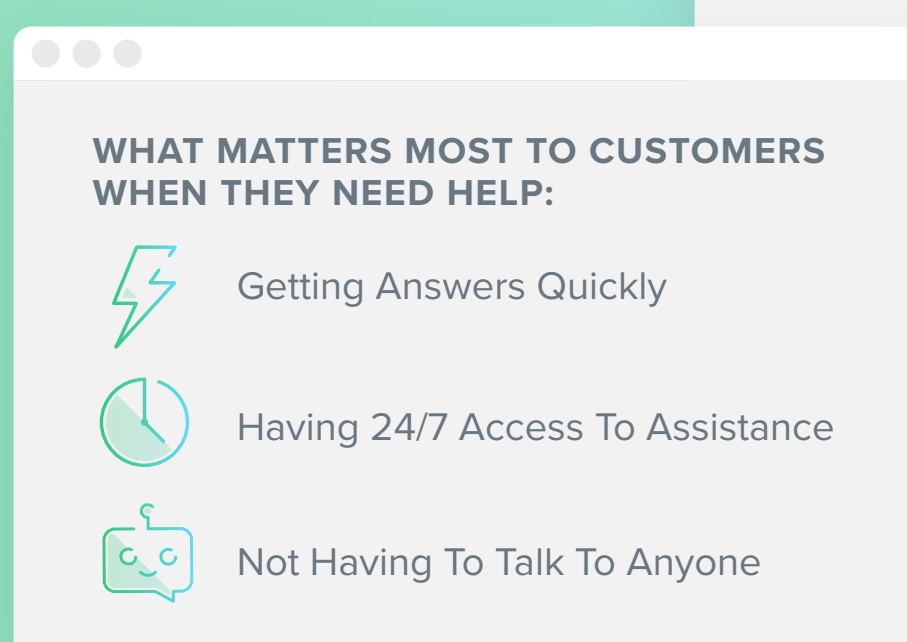 WHAT MATTERS MOST TO CUSTOMERS
WHEN THEY NEED HELP:
Getting Answers Quickly
Having 24/7 Access To Assistance
Not Having To Talk To Anyone